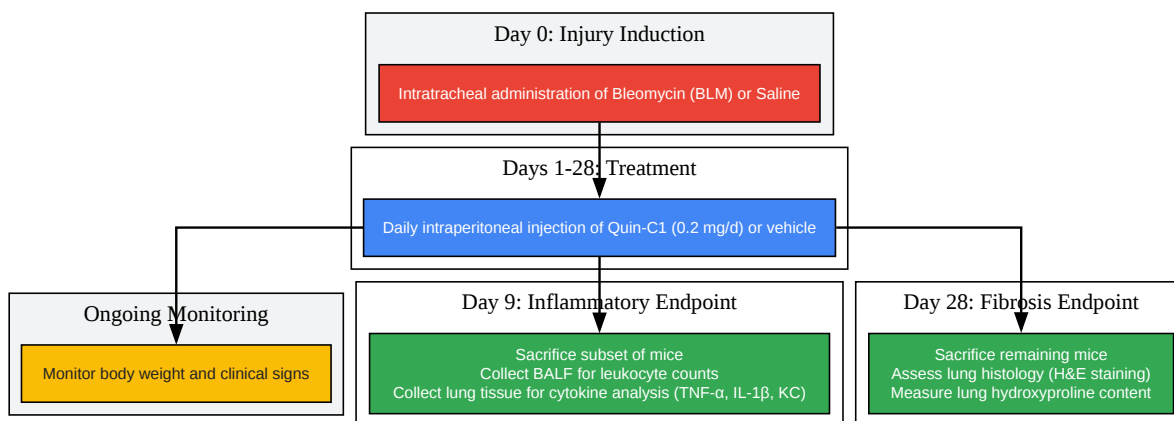 Day 0: Injury Induction
Intratracheal administration of Bleomycin (BLM) or Saline
Days 1-28: Treatment
Daily intraperitoneal injection of Quin-C1 (0.2 mg/d) or vehicle
Ongoing Monitoring
Monitor body weight and clinical signs
Day 9: Inflammatory Endpoint
Sacrifice subset of mice
Collect BALF for leukocyte counts
Collect lung tissue for cytokine analysis (TNF-α, IL-1β, KC)
Day 28: Fibrosis Endpoint
Sacrifice remaining mice
Assess lung histology (H&E staining)
Measure lung hydroxyproline content